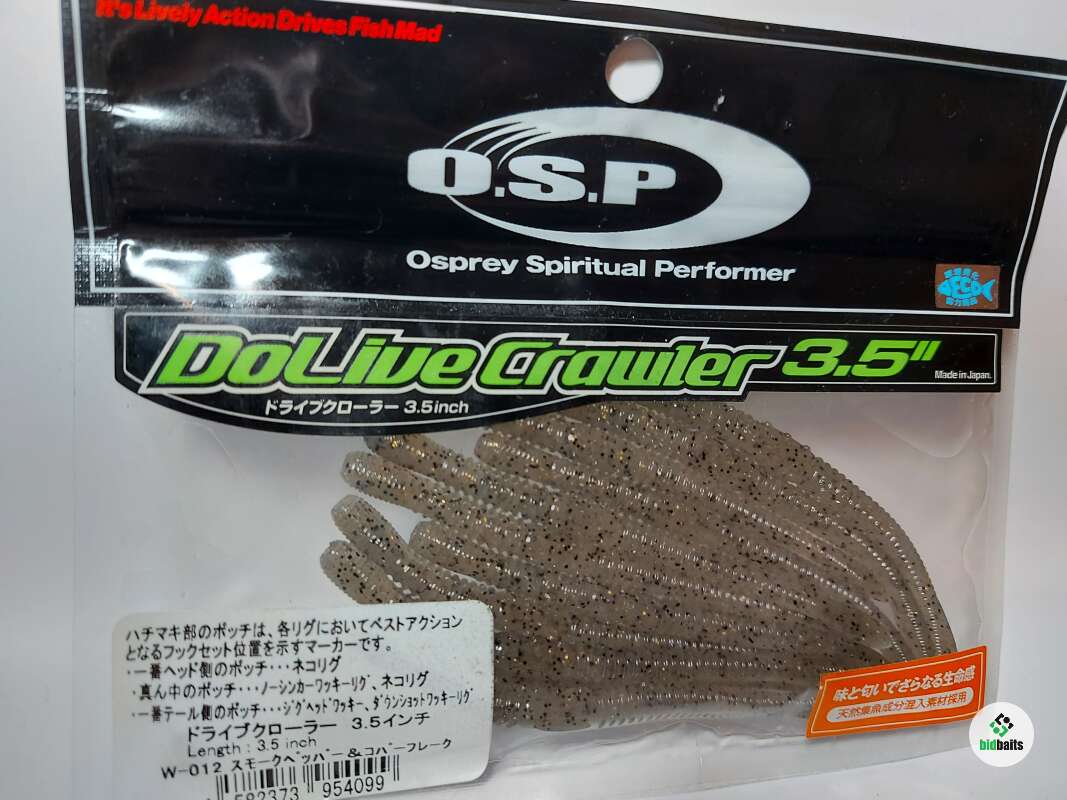 It's Lively Action Drives Fish Mad
O.S.P
Osprey Spiritual Performer
ECO
DoLive Crawler 3.5"
Made in Japan.
ドライブクローラー 3.5inch
ハチマキ部のポッチは、各リグにおいてベストアクション
となるフックセット位置を示すマーカーです。
・一番ヘッド側のポッチ・・・ネコリグ
・真ん中のポッチ・・・ノーシンカーワッキーリグ、ネコリグ
・一番テール側のポッチ・・・ジグヘッドワッキー、ダウンショットワッキーリグ
ドライブクローラー 3.5インチ
Length : 3.5 inch
W-012 スモークペッパー&コパーフレーク
582373 954099
味と匂いでさらなる生命感
天然集魚成分混入素材採用
bidbaits